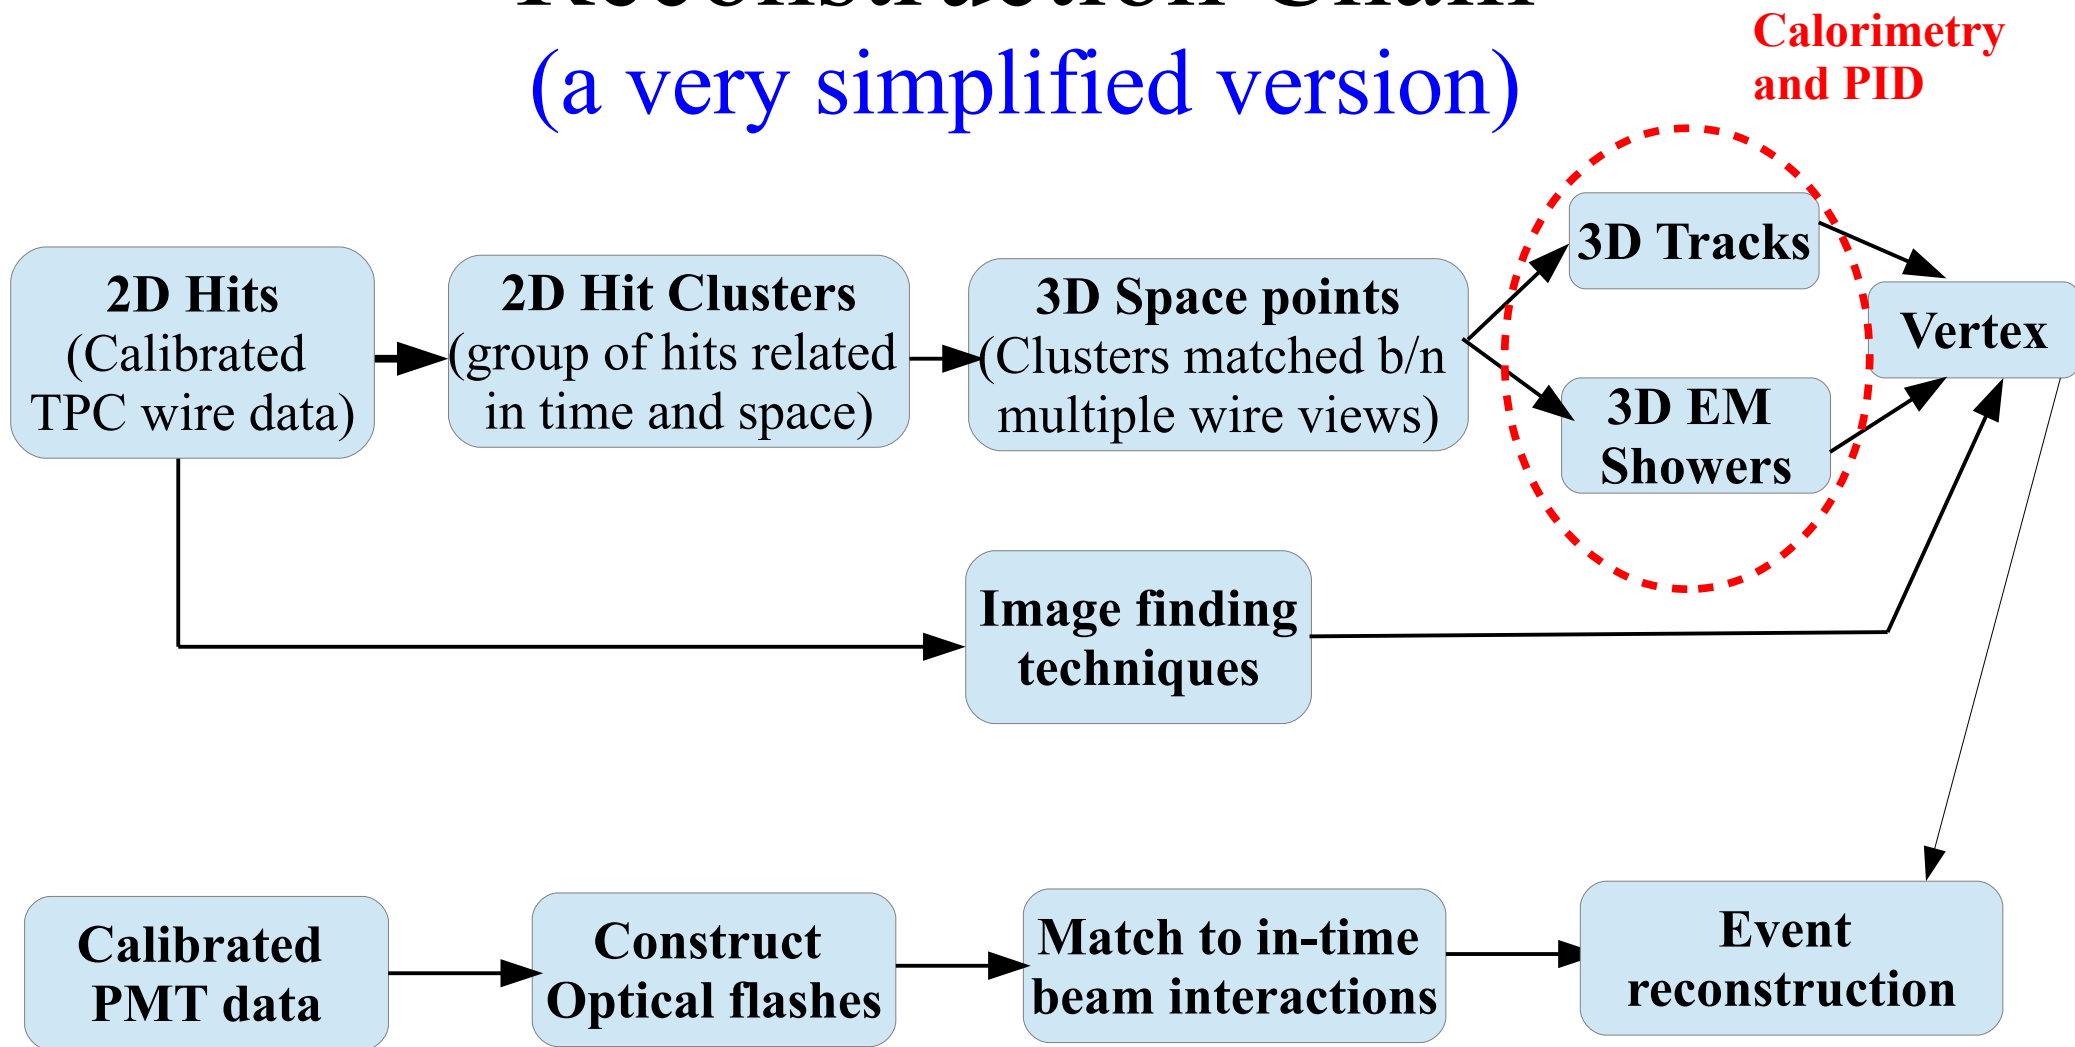 Reconstruction Chain
(a very simplified version)
Calorimetry
and PID
2D Hits
(Calibrated
TPC wire data)
2D Hit Clusters
(group of hits related
in time and space)
3D Space points
(Clusters matched b/n
multiple wire views)
3D Tracks
3D EM
Showers
Vertex
Image finding
techniques
Calibrated
PMT data
Construct
Optical flashes
Match to in-time
beam interactions
Event
reconstruction